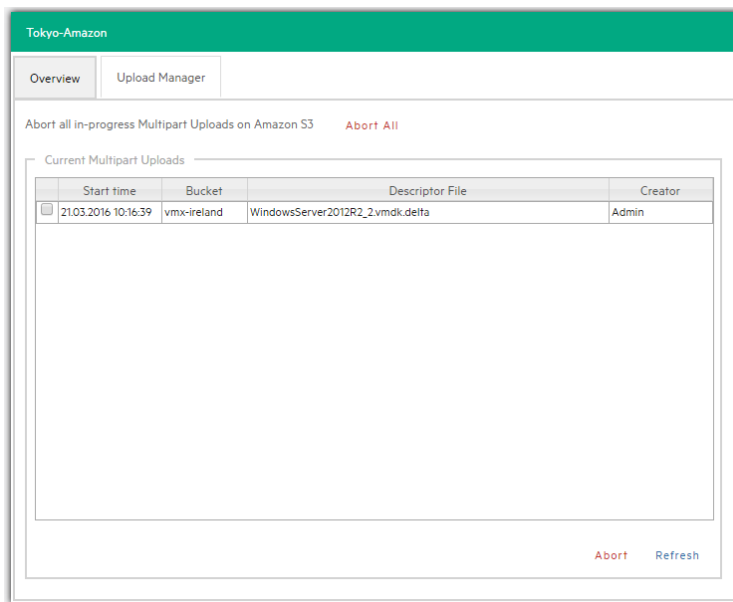 Tokyo-Amazon
Overview Upload Manager
Abort all in-progress Multipart Uploads on Amazon S3 Abort All
Current Multipart Uploads
Start time Bucket Descriptor File Creator
21.03.2016 10:16:39 vmx-ireland WindowsServer2012R2_2.vmdk.delta Admin
Abort Refresh